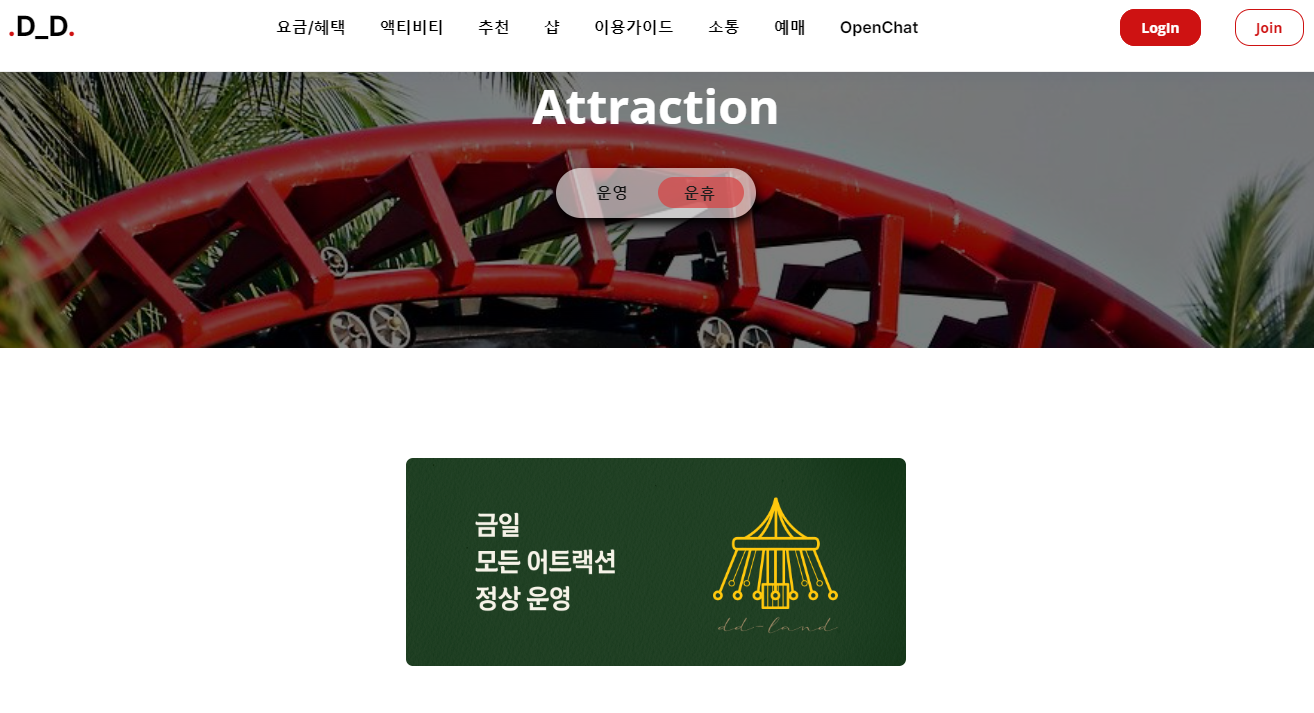 .D_D.
요금/혜택 액티비티 추천 샵 이용가이드 소통 예매 OpenChat
LogIn Join
Attraction
운영 운휴
금일
모든 어트랙션
정상 운영
dd-land